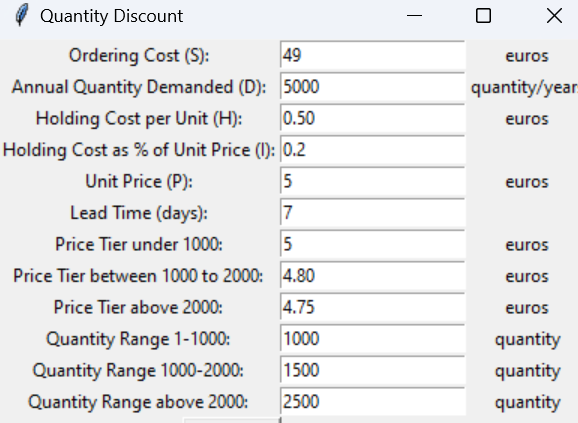 Quantity Discount
Ordering Cost (S): 49 euros
Annual Quantity Demanded (D): 5000 quantity/year
Holding Cost per Unit (H): 0.50 euros
Holding Cost as % of Unit Price (I): 0.2
Unit Price (P): 5 euros
Lead Time (days): 7
Price Tier under 1000: 5 euros
Price Tier between 1000 to 2000: 4.80 euros
Price Tier above 2000: 4.75 euros
Quantity Range 1-1000: 1000 quantity
Quantity Range 1000-2000: 1500 quantity
Quantity Range above 2000: 2500 quantity